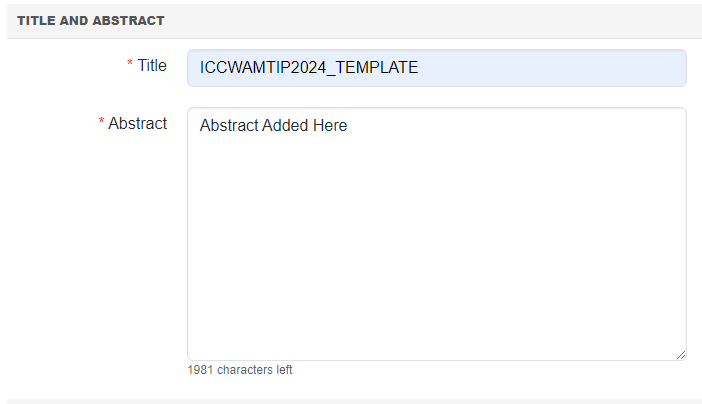 TITLE AND ABSTRACT
* Title
ICCWAMTIP2024_TEMPLATE
* Abstract
Abstract Added Here
1981 characters left